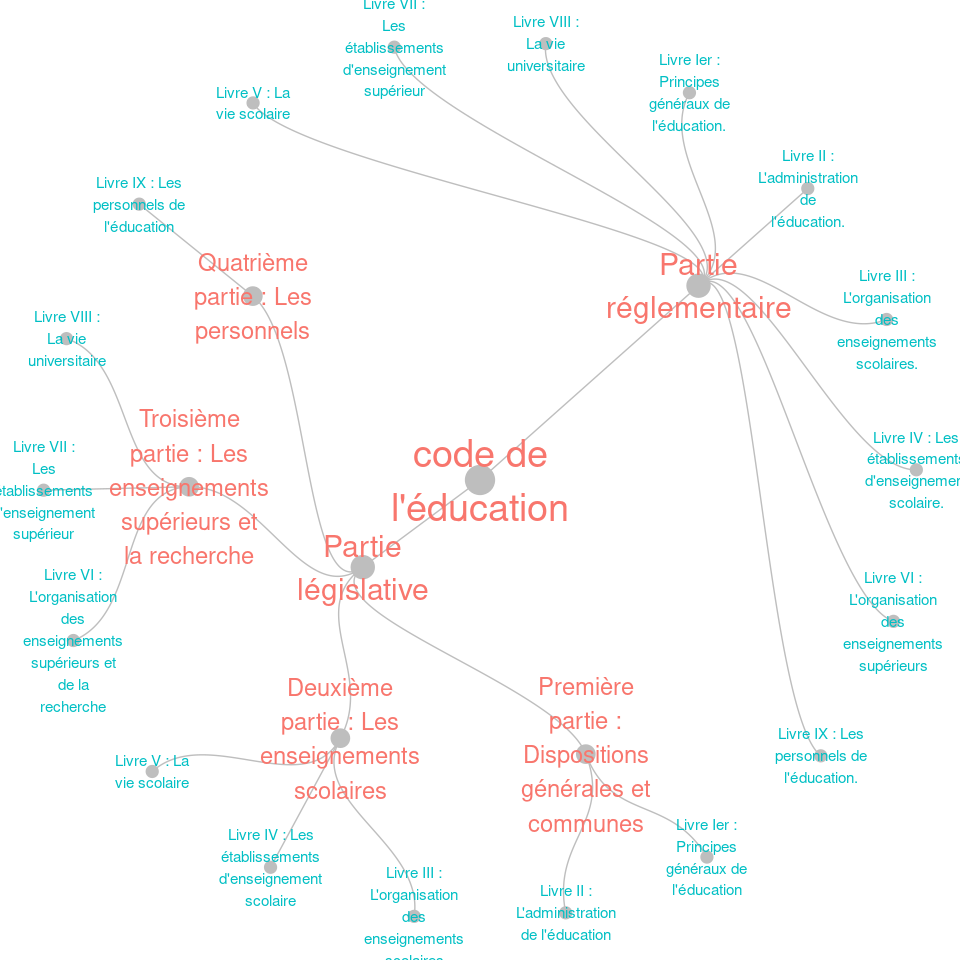 Livre VII :
Les
établissements
d'enseignement
supérieur
Livre VIII :
La vie
universitaire
Livre Ier :
Principes
généraux de
l'éducation.
Livre V : La
vie scolaire
Livre II :
L'administration
de
l'éducation.
Livre IX : Les
personnels de
l'éducation
Quatrième
partie : Les
personnels
Partie
réglementaire
Livre III :
L'organisation
des
enseignements
scolaires.
Livre VIII :
La vie
universitaire
Troisième
partie : Les
enseignements
supérieurs et
la recherche
code de
l'éducation
Livre IV : Les
établissements
d'enseignemen
scolaire.
Livre VII :
Les
établissements
'enseignement
supérieur
Partie
législative
Livre VI :
L'organisation
des
enseignements
supérieurs et
de la
recherche
Livre VI :
L'organisation
des
enseignements
supérieurs
Deuxième
partie : Les
enseignements
scolaires
Première
partie :
Dispositions
générales et
communes
Livre IX : Les
personnels de
l'éducation.
Livre V : La
vie scolaire
Livre IV : Les
établissements
d'enseignement
scolaire
Livre Ier :
Principes
généraux de
l'éducation
Livre III :
L'organisation
des
enseignements
scolaires
Livre II :
L'administration
de l'éducation